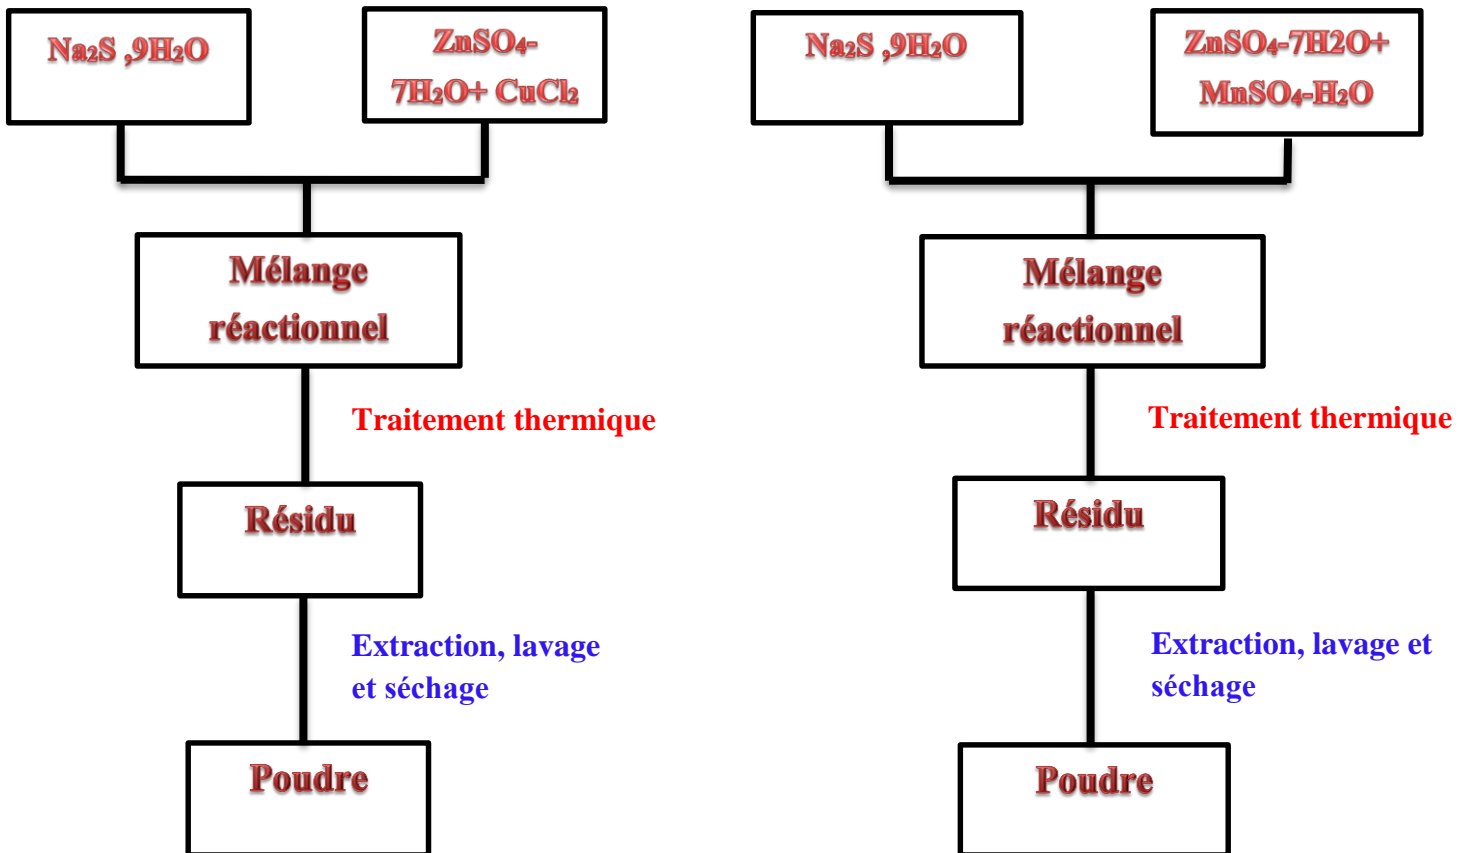 Na₂S ,9H₂O
ZnSO₄-
7H₂O+ CuCl₂
Mélange
réactionnel
Traitement thermique
Résidu
Extraction, lavage
et séchage
Poudre
Na₂S ,9H₂O
ZnSO₄-7H2O+
MnSO₄-H₂O
Mélange
réactionnel
Traitement thermique
Résidu
Extraction, lavage et
séchage
Poudre